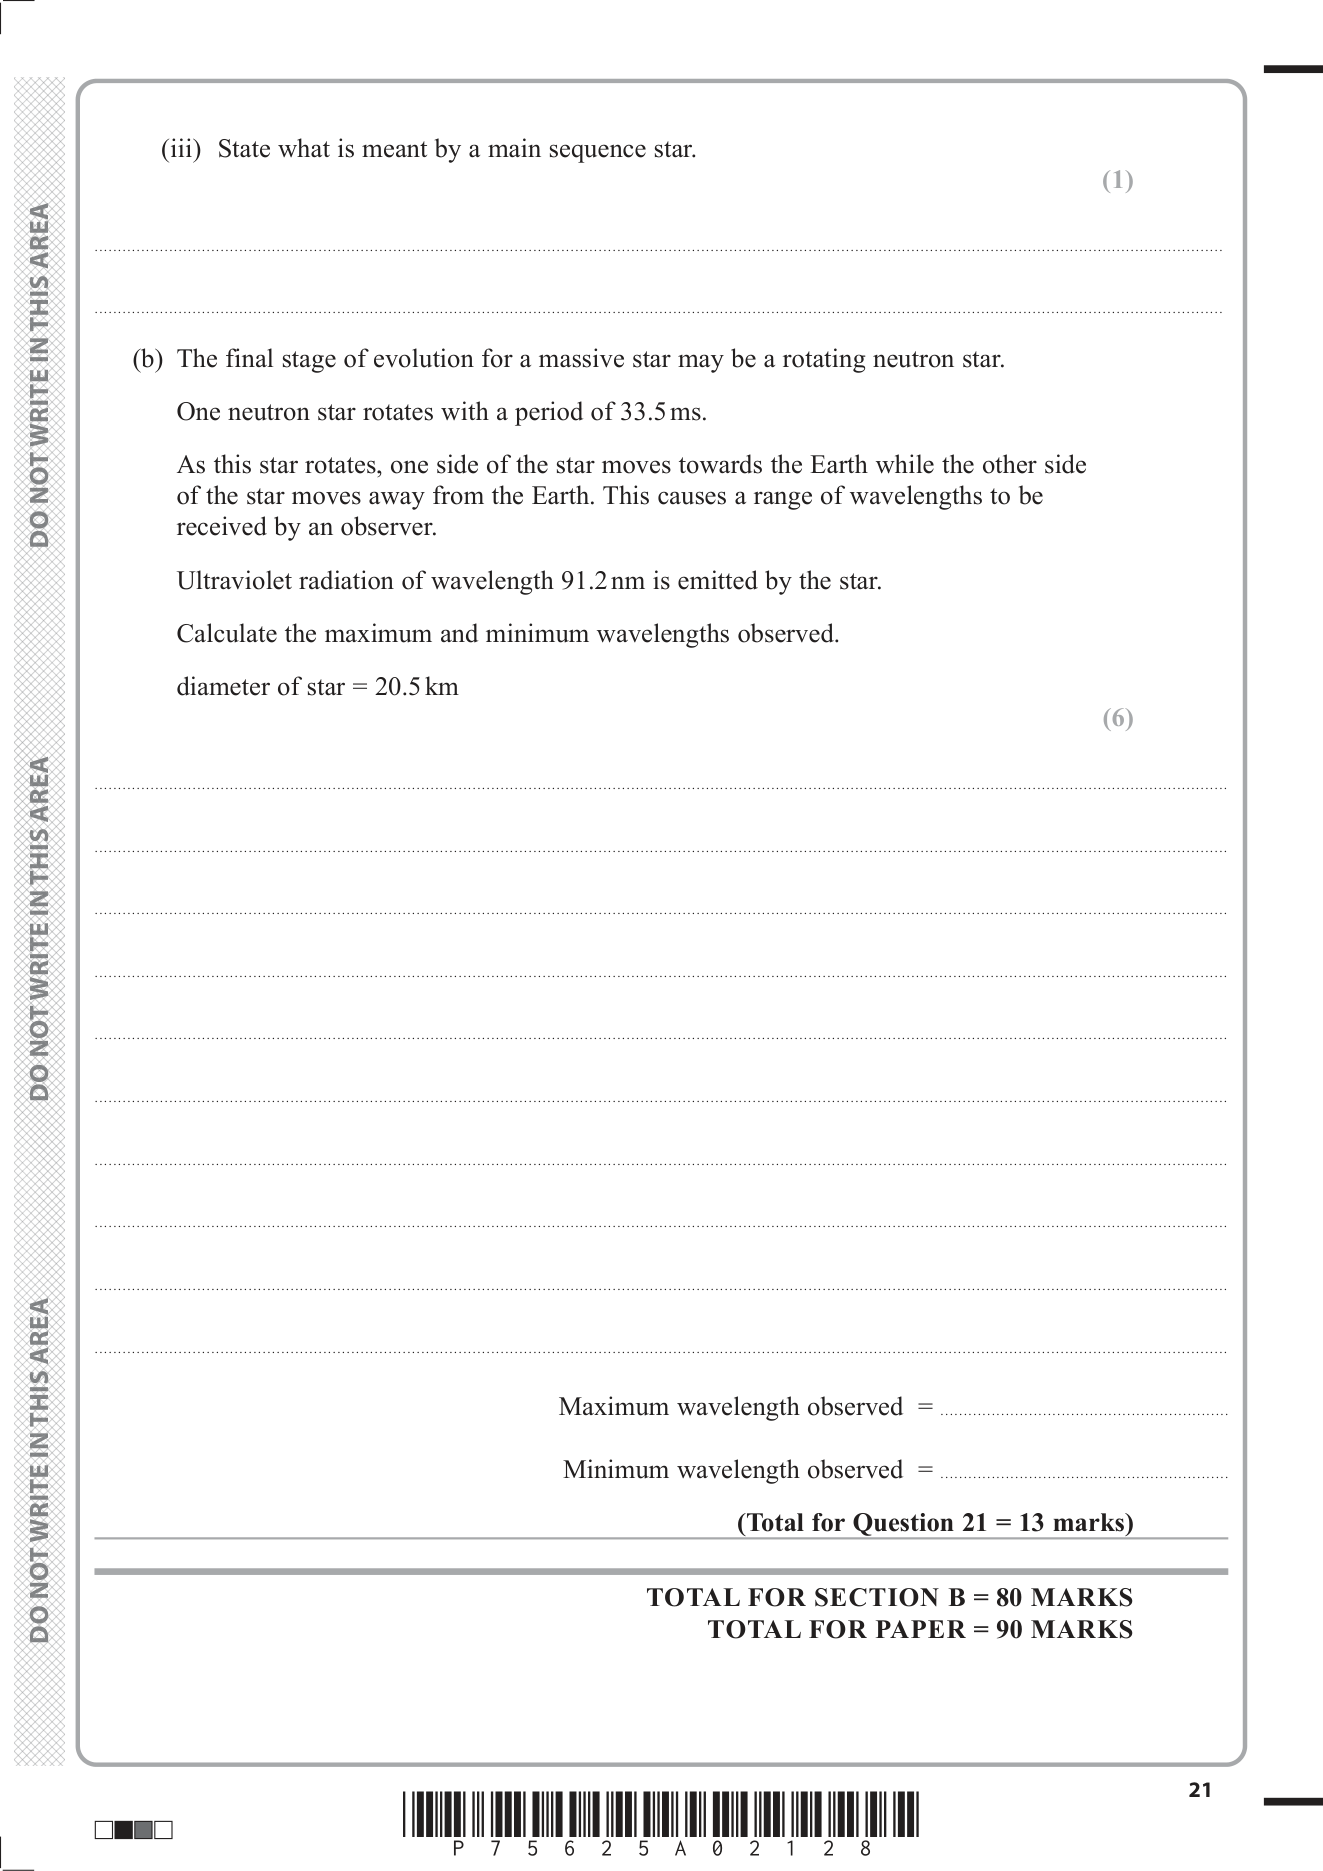 (iii) State what is meant by a main sequence star.
(1)
(b) The final stage of evolution for a massive star may be a rotating neutron star.
One neutron star rotates with a period of 33.5 ms.
As this star rotates, one side of the star moves towards the Earth while the other side
of the star moves away from the Earth. This causes a range of wavelengths to be
received by an observer.
Ultraviolet radiation of wavelength 91.2 nm is emitted by the star.
Calculate the maximum and minimum wavelengths observed.
diameter of star = 20.5 km
(6)
Maximum wavelength observed =
Minimum wavelength observed =
(Total for Question 21 = 13 marks)
TOTAL FOR SECTION B = 80 MARKS
TOTAL FOR PAPER = 90 MARKS
DO NOT WRITE IN THIS AREA
DO NOT WRITE IN THIS AREA
DO NOT WRITE IN THIS AREA
21
P 7 5 6 2 5 A 0 2 1 2 8